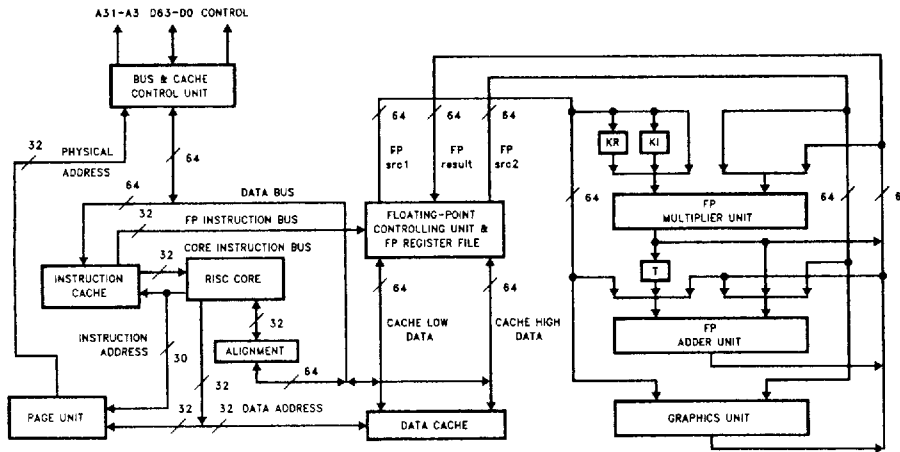 A31-A3 D63-D0 CONTROL
BUS & CACHE
CONTROL UNIT
32
PHYSICAL
ADDRESS
64
64
DATA BUS
32
FP INSTRUCTION BUS
CORE INSTRUCTION BUS
INSTRUCTION
CACHE
32
RISC CORE
INSTRUCTION
ADDRESS
30
32
ALIGNMENT
64
32
PAGE UNIT
32
32
DATA ADDRESS
DATA CACHE
64
64
64
FP
src1
FP
result
FP
src2
FLOATING-POINT
CONTROLLING UNIT &
FP REGISTER FILE
64
64
CACHE LOW
DATA
CACHE HIGH
DATA
KR
KI
64
64
6
FP
MULTIPLIER UNIT
T
FP
ADDER UNIT
GRAPHICS UNIT